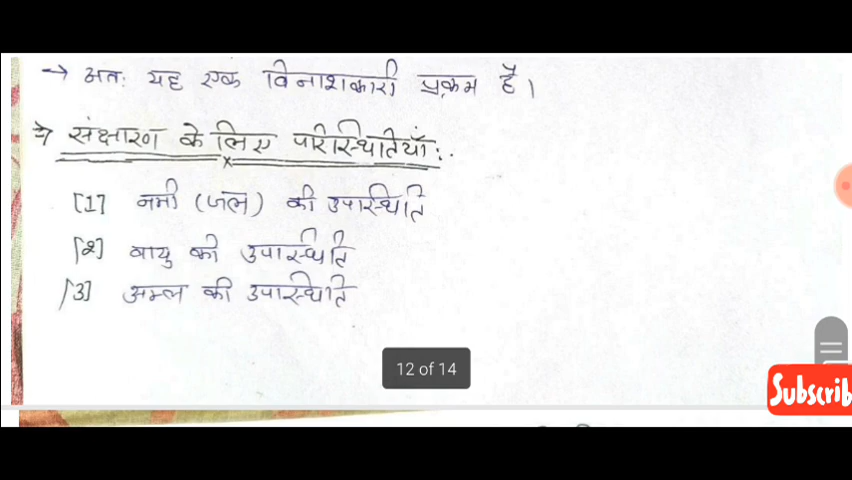 → अतः यह एक विनाशकारी प्रक्रम है।
⇒ संक्षारण के लिए परिस्थितियाँ:.
[1] नमी (जल) की उपस्थिति
[2] वायु की उपस्थिति
[3] अम्ल की उपस्थिति
12 of 14
Subscrib